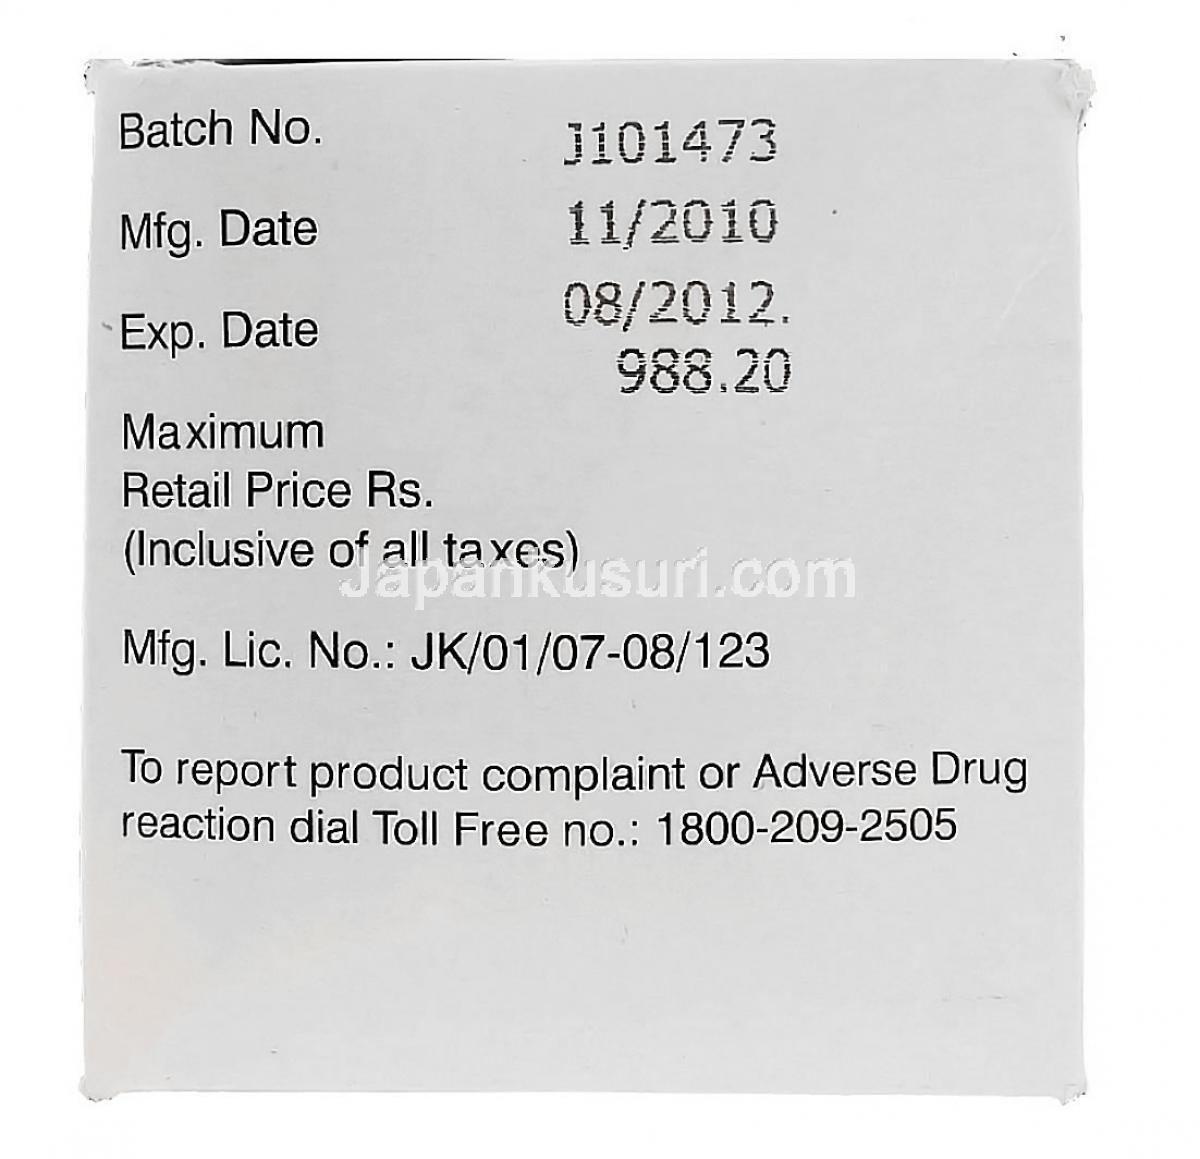 Batch No. J101473
Mfg. Date 11/2010
Exp. Date 08/2012.
988.20
Maximum
Retail Price Rs.
(Inclusive of all taxes)
Japankusuri.com
Mfg. Lic. No.: JK/01/07-08/123
To report product complaint or Adverse Drug
reaction dial Toll Free no.: 1800-209-2505